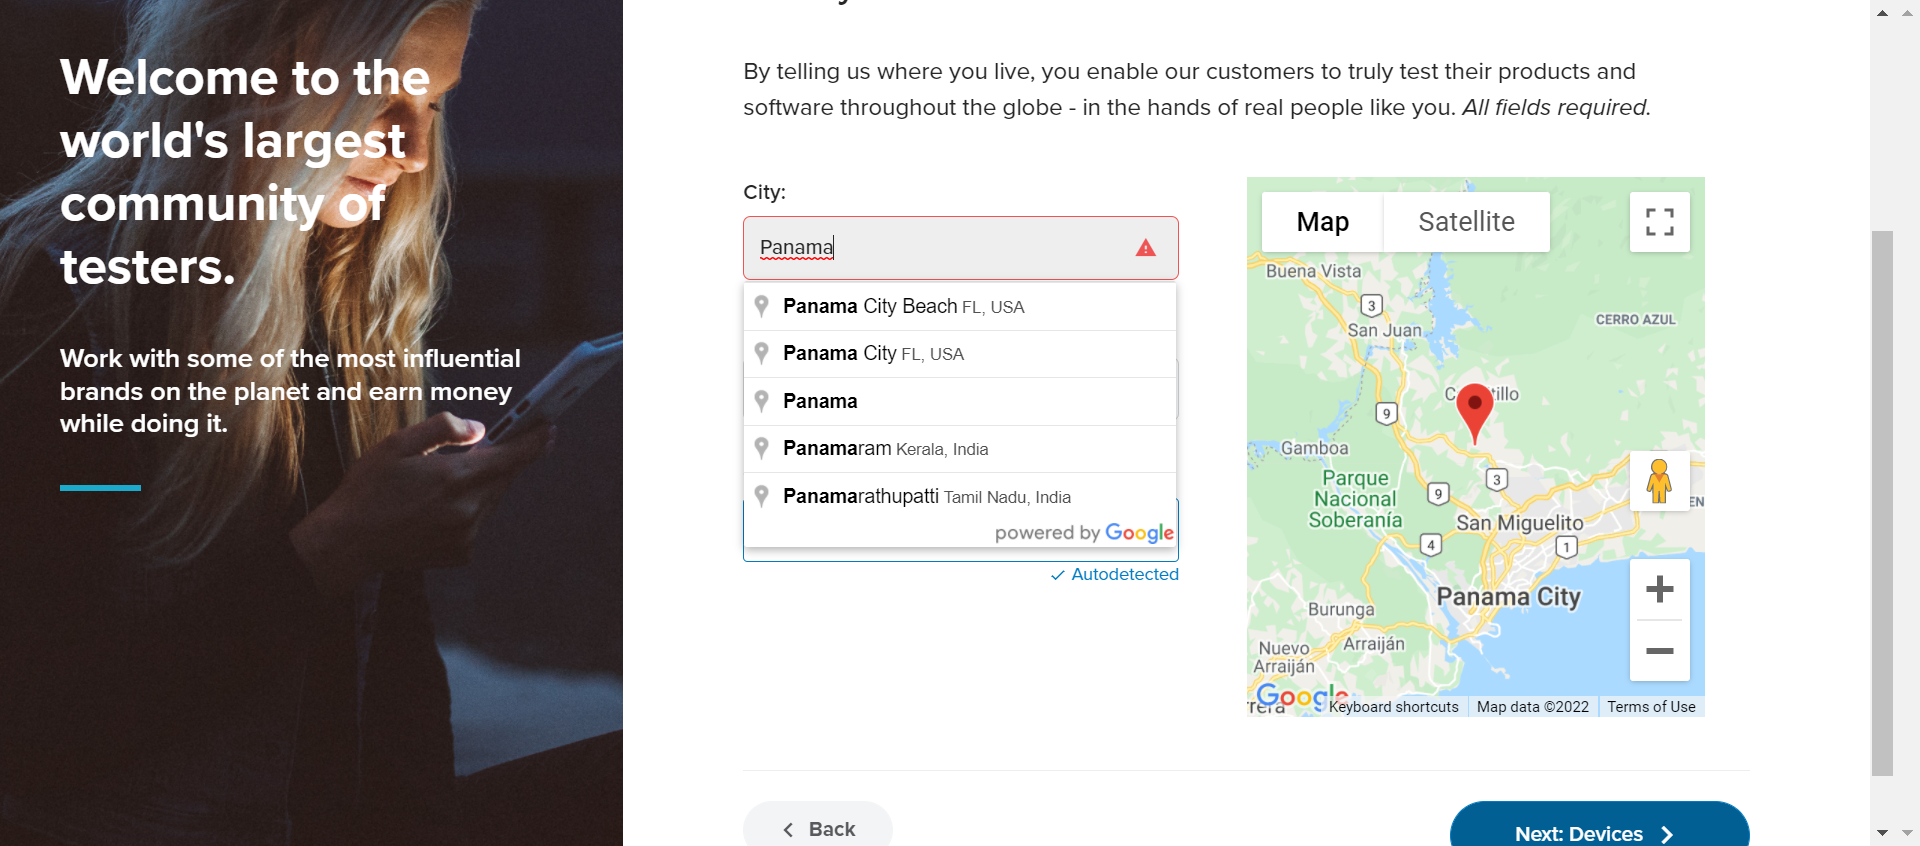 Welcome to the
world's largest
community of
testers.
Work with some of the most influential
brands on the planet and earn money
while doing it.
By telling us where you live, you enable our customers to truly test their products and
software throughout the globe - in the hands of real people like you. All fields required.
City:
Panama
Panama City Beach FL, USA
Panama City FL, USA
Panama
Panamaram Kerala, India
Panamarathupatti Tamil Nadu, India
powered by Google
Autodetected
Map
Satellite
Buena Vista
3
San Juan
CERRO AZUL
9
Gamboa
Parque
Nacional
Soberanía
9
3
San Miguelito
4
1
Panama City
Burunga
Arraiján
Nuevo
Arraiján
Google
Keyboard shortcuts
Map data ©2022
Terms of Use
Back
Next: Devices